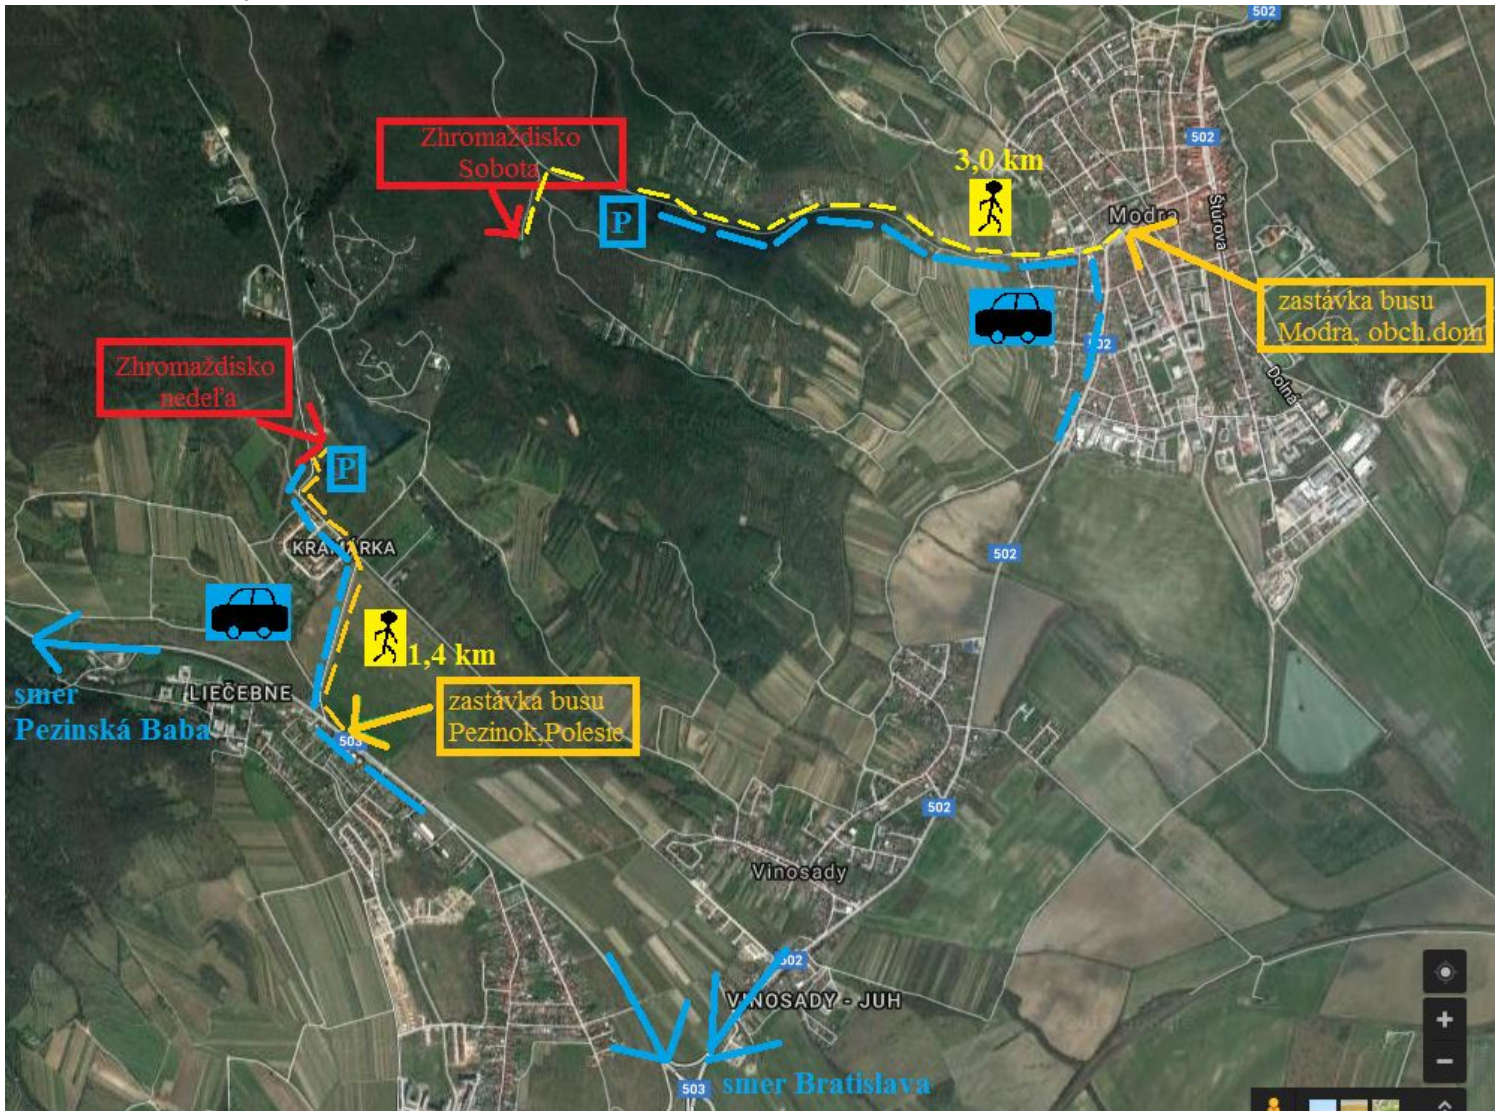 502
Zhromaždisko
Sobota
3,0 km
502
P
Modra
Štúrova
zastávka busu
Modra, obch.dom
502
Zhromaždisko
nedeľa
Dolná
P
KRAMÁRKA
502
1,4 km
LIEČEBNE
smer
Pezinská Baba
zastávka busu
Pezinok,Polesie
503
502
Vinosady
502
VINOSADY - JUH
503
smer Bratislava
+
−